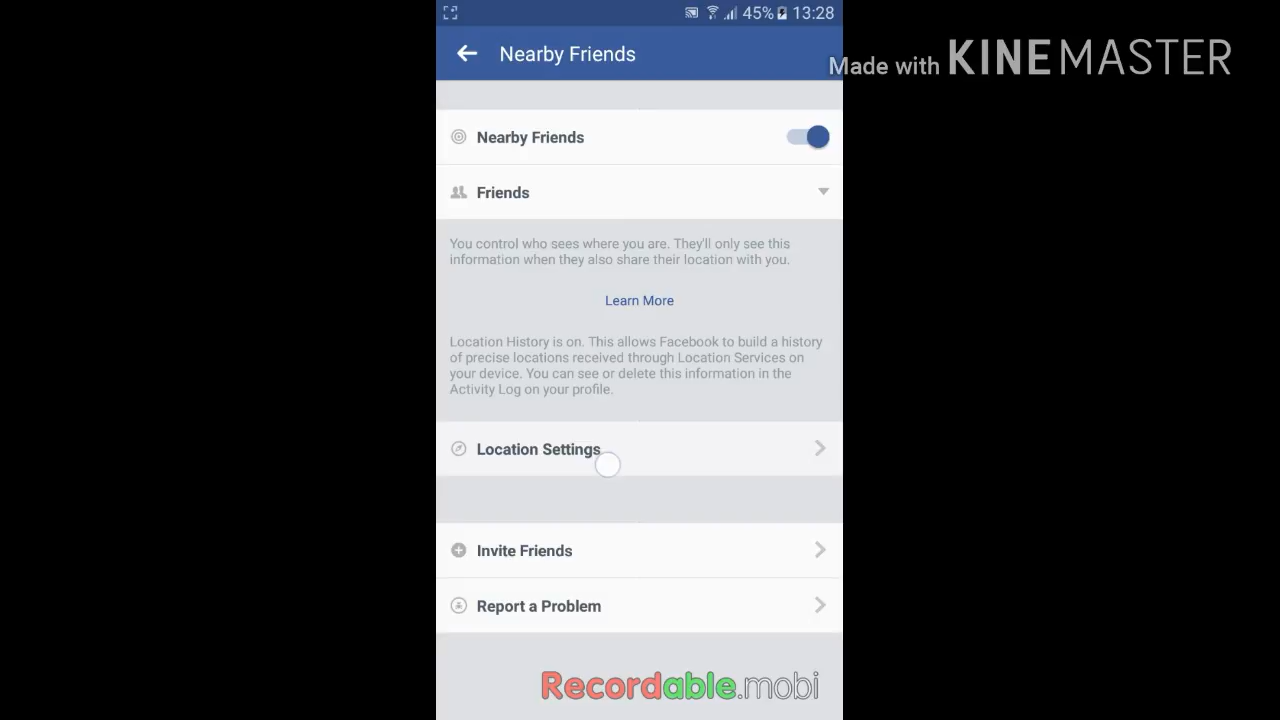 45% 13:28
Nearby Friends
Made with KINEMASTER
Nearby Friends
Friends
You control who sees where you are. They'll only see this
information when they also share their location with you.
Learn More
Location History is on. This allows Facebook to build a history
of precise locations received through Location Services on
your device. You can see or delete this information in the
Activity Log on your profile.
Location Settings
Invite Friends
Report a Problem
Recordable.mobi